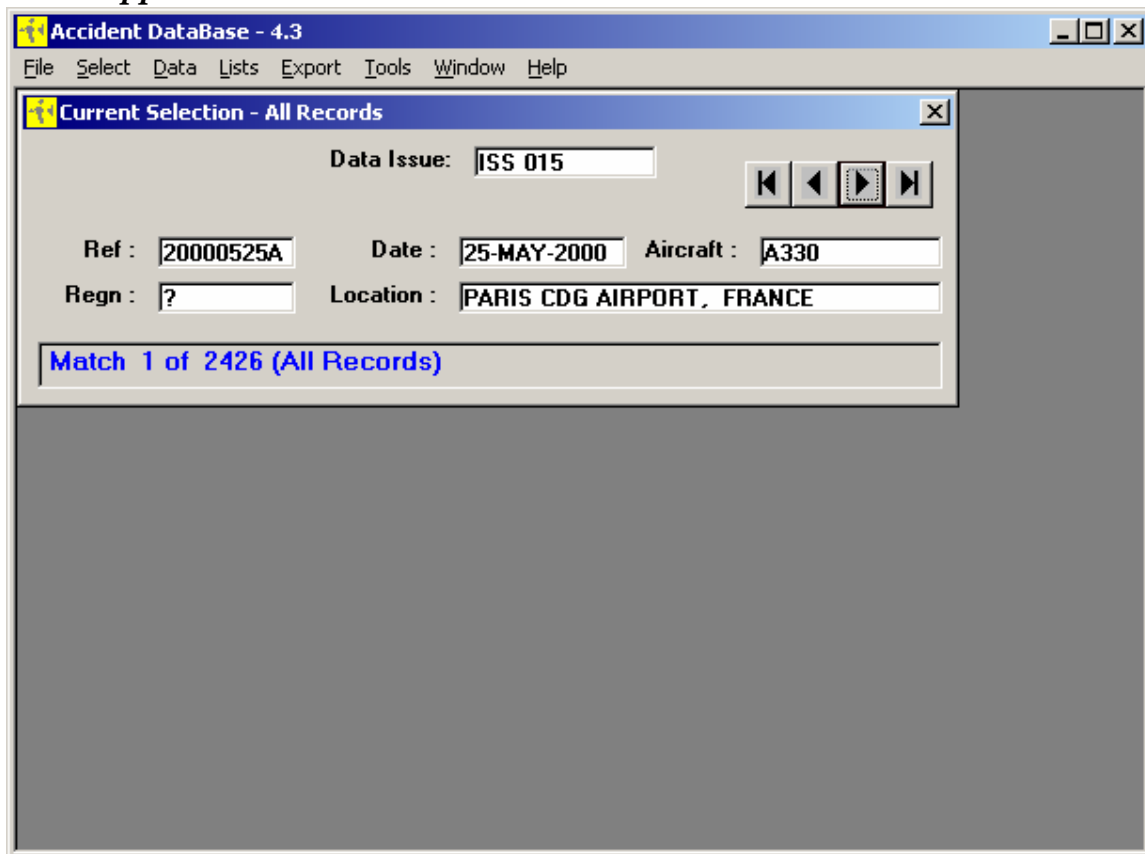 Accident DataBase - 4.3
File Select Data Lists Export Tools Window Help
Current Selection - All Records
Data Issue: ISS 015
Ref : 20000525A Date : 25-MAY-2000 Aircraft : A330
Regn : ? Location : PARIS CDG AIRPORT, FRANCE
Match 1 of 2426 (All Records)